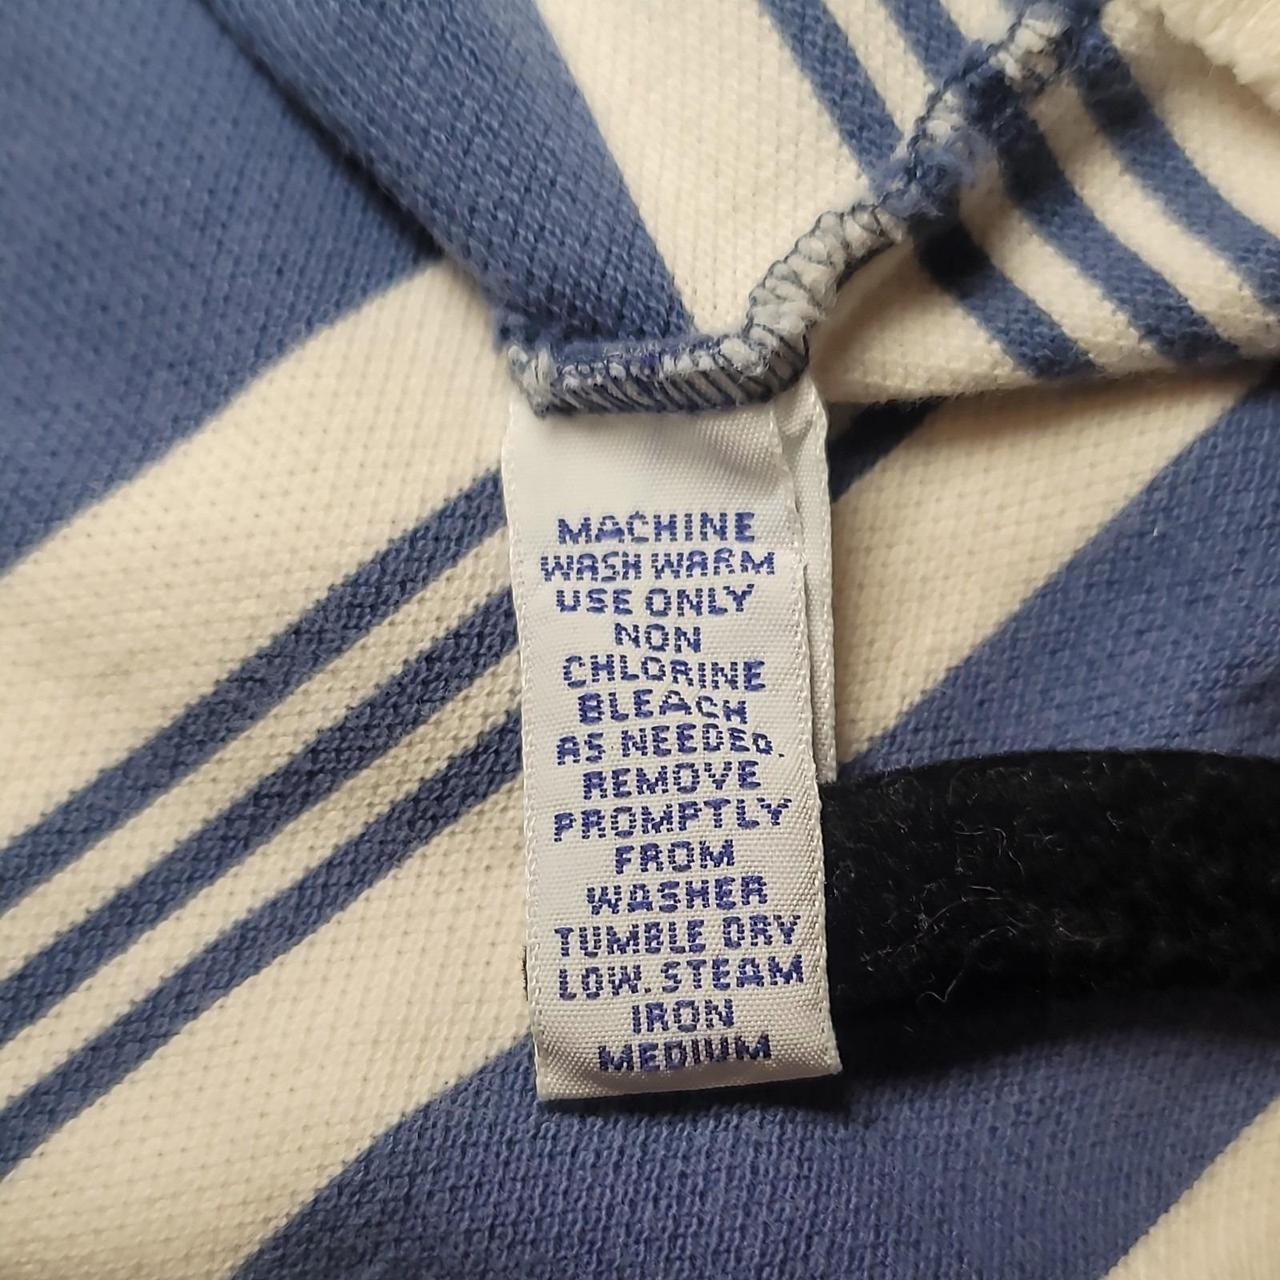 MACHINE
WASH WARM
USE ONLY
NON
CHLORINE
BLEACH
AS NEEDED.
REMOVE
PROMPTLY
FROM
WASHER
TUMBLE DRY
LOW. STEAM
IRON
MEDIUM